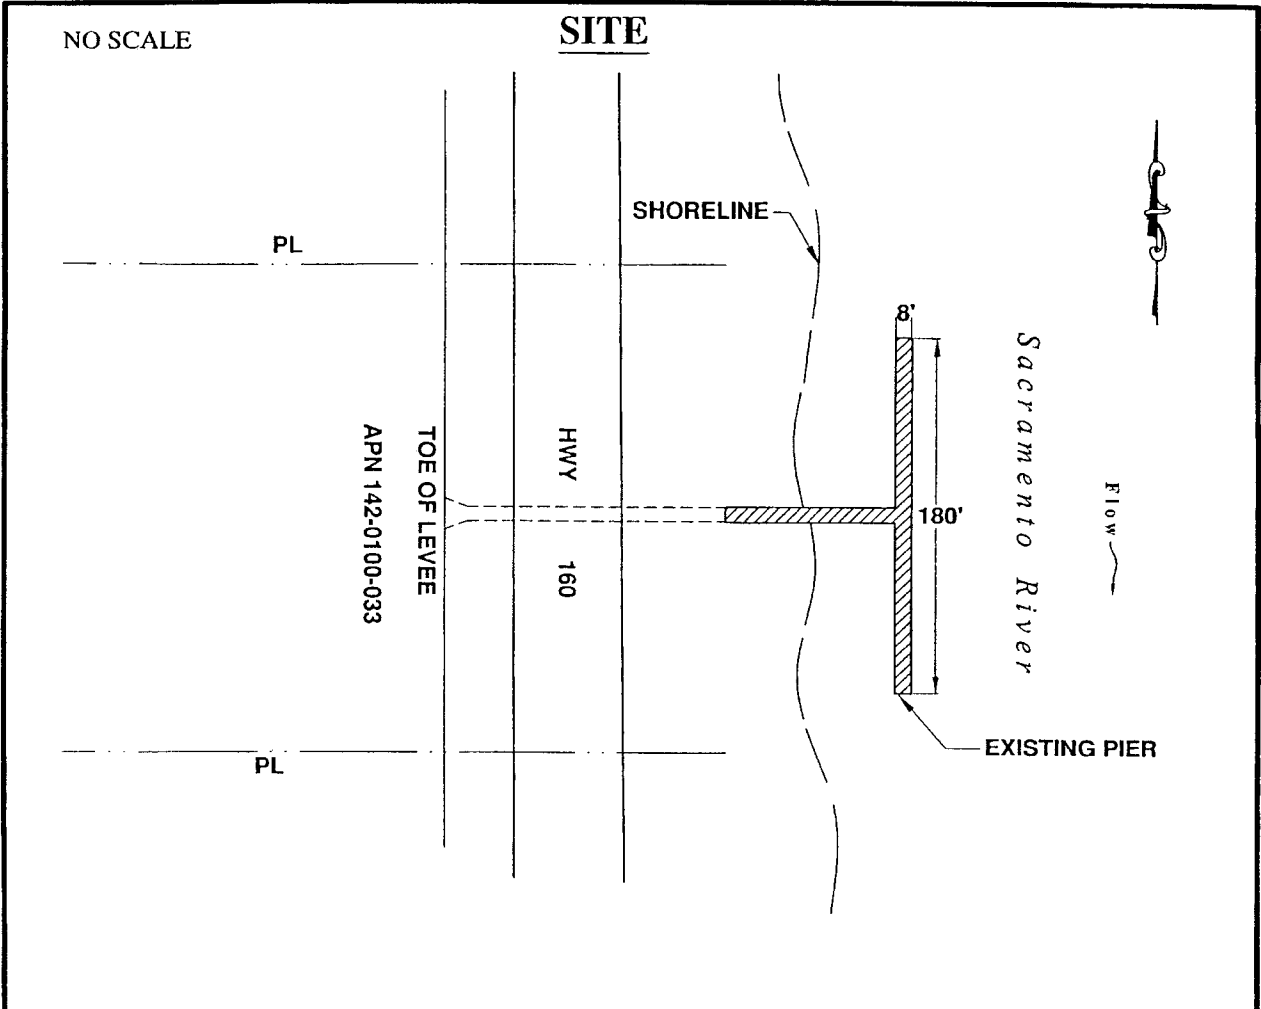 NO SCALE
SITE
SHORELINE
PL
8'
Sacramento River
Flow
HWY 160
TOE OF LEVEE
APN 142-0100-033
180'
EXISTING PIER
PL